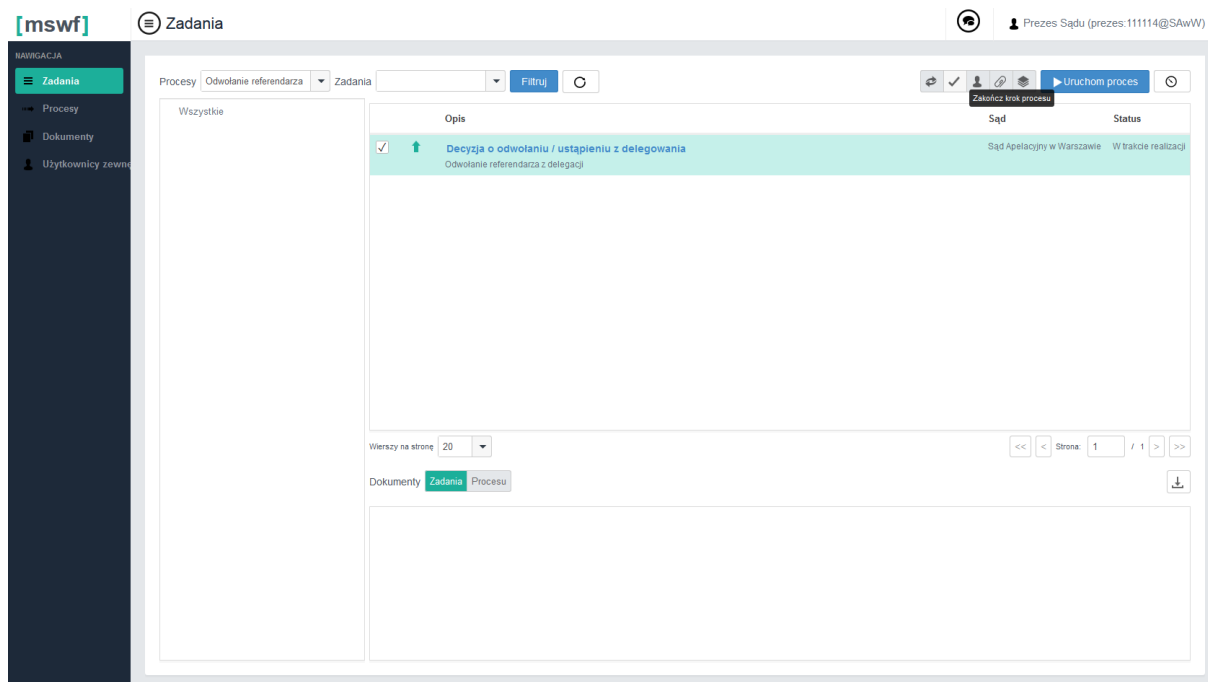 [mswf]
Zadania
Prezes Sądu (prezes:111114@SAwW)
NAWIGACJA
Zadania
Procesy
Dokumenty
Użytkownicy zewnę
Procesy Odwołanie referendarza Zadania Filtruj Uruchom proces
Zakończ krok procesu
Wszystkie
Opis Sąd Status
Decyzja o odwołaniu / ustąpieniu z delegowania Sąd Apelacyjny w Warszawie W trakcie realizacji
Odwołanie referendarza z delegacji
Wierszy na stronę 20 << < Strona: 1 / 1 > >>
Dokumenty Zadania Procesu